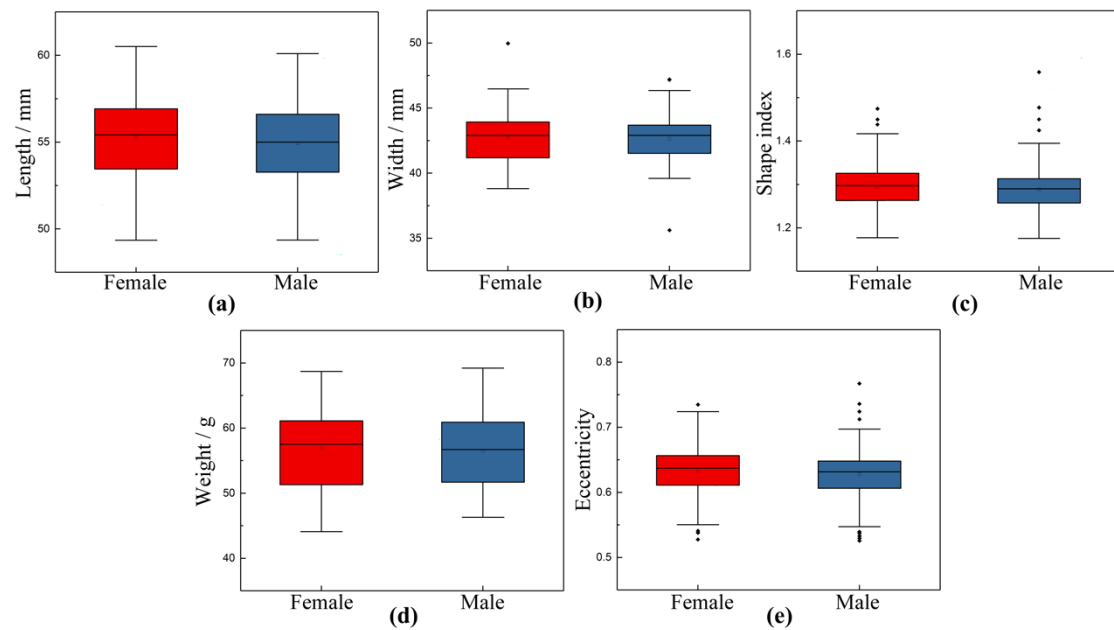 Length / mm
60
55
50
Female Male
(a)
Width / mm
50
45
40
35
Female Male
(b)
Shape index
1.6
1.4
1.2
Female Male
(c)
Weight / g
70
60
50
40
Female Male
(d)
Eccentricity
0.8
0.7
0.6
0.5
Female Male
(e)